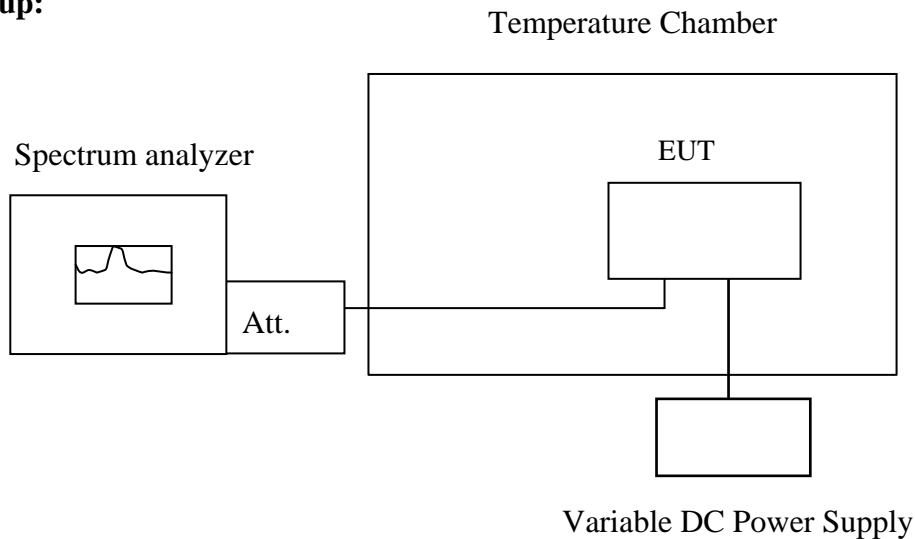 up:
Temperature Chamber
Spectrum analyzer
EUT
Att.
Variable DC Power Supply